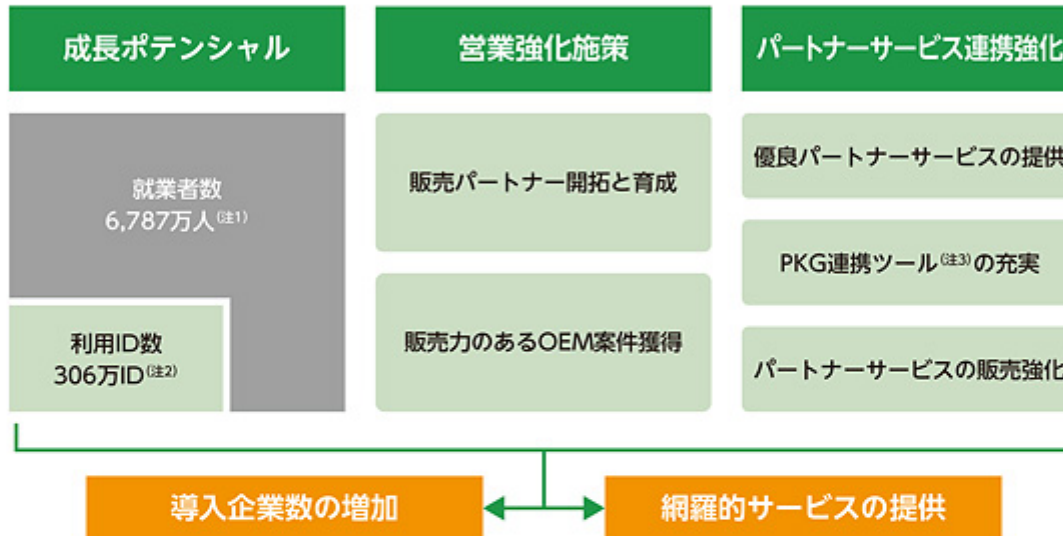 成長ポテンシャル
就業者数
6,787万人(注1)
利用ID数
306万ID(注2)
営業強化施策
販売パートナー開拓と育成
販売力のあるOEM案件獲得
パートナーサービス連携強化
優良パートナーサービスの提供
PKG連携ツール(注3)の充実
パートナーサービスの販売強化
導入企業数の増加
網羅的サービスの提供